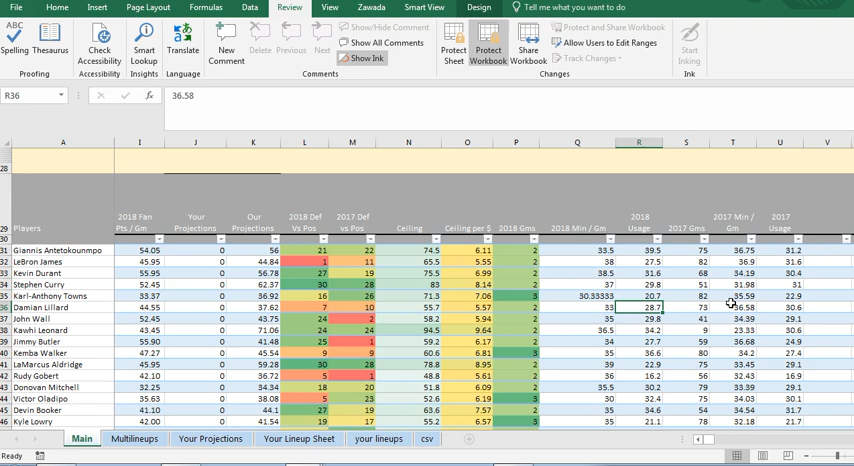 File Home Insert Page Layout Formulas Data Review View Zawada Smart View Design Tell me what you want to do
ABC
Spelling Thesaurus Check Accessibility Smart Lookup Translate New Comment Delete Previous Next Show/Hide Comment Show All Comments Show Ink Protect Sheet Protect Workbook Share Workbook Protect and Share Workbook Allow Users to Edit Ranges Track Changes Start Inking
Proofing Accessibility Insights Language Comments Changes Ink
R36 fx 36.58
A I J K L M N O P Q R S T U V
28
29 Players 2018 Fan Pts / Gm Your Projections Our Projections 2018 Def Vs Pos 2017 Def vs Pos Ceiling Ceiling per $ 2018 Gms 2018 Min / Gm 2018 Usage 2017 Gms 2017 Min / Gm 2017 Usage
30
31 Giannis Antetokounmpo 54.05 0 56 21 22 74.5 6.11 2 33.5 39.5 75 36.75 31.2
32 LeBron James 45.95 0 44.84 1 11 65.5 5.55 2 38 27.5 82 36.9 31.6
33 Kevin Durant 55.95 0 56.78 27 19 75.5 6.99 2 38.5 31.6 68 34.19 30.4
34 Stephen Curry 52.45 0 62.37 30 28 83 8.14 2 37 29.8 51 31.98 31
35 Karl-Anthony Towns 33.37 0 36.92 16 26 71.3 7.06 3 30.33333 20.7 82 35.59 22.9
36 Damian Lillard 44.55 0 37.62 7 10 55.7 5.57 2 35 28.7 73 36.58 30.6
37 John Wall 52.45 0 43.75 24 2 58.2 5.94 2 35 29.8 41 34.39 29.1
38 Kawhi Leonard 43.45 0 71.06 24 24 94.5 9.64 2 36.5 34.2 9 23.33 30.6
39 Jimmy Butler 55.90 0 41.48 25 1 59.2 6.17 2 34 27.7 59 36.68 24.9
40 Kemba Walker 47.27 0 45.54 9 9 60.6 6.81 3 35 36.6 80 34.2 27.4
41 LaMarcus Aldridge 45.95 0 59.28 30 28 78.8 8.95 2 39 22.9 75 33.45 29.1
42 Rudy Gobert 42.10 0 36.73 5 1 48.8 5.61 2 36 16.2 56 32.43 16.9
43 Donovan Mitchell 32.25 0 34.34 18 20 51.8 6.09 2 35.5 30.2 79 33.39 29.1
44 Victor Oladipo 35.63 0 38.08 5 23 52.6 6.19 3 30 32.4 75 34.03 30.1
45 Devin Booker 41.10 0 44.1 27 19 63.6 7.57 2 35 34.6 54 34.54 31.7
46 Kyle Lowry 42.00 0 41.54 19 17 55.2 6.57 2 35 21.1 78 32.18 21.7
Main Multilineups Your Projections Your Lineup Sheet your lineups csv
Ready